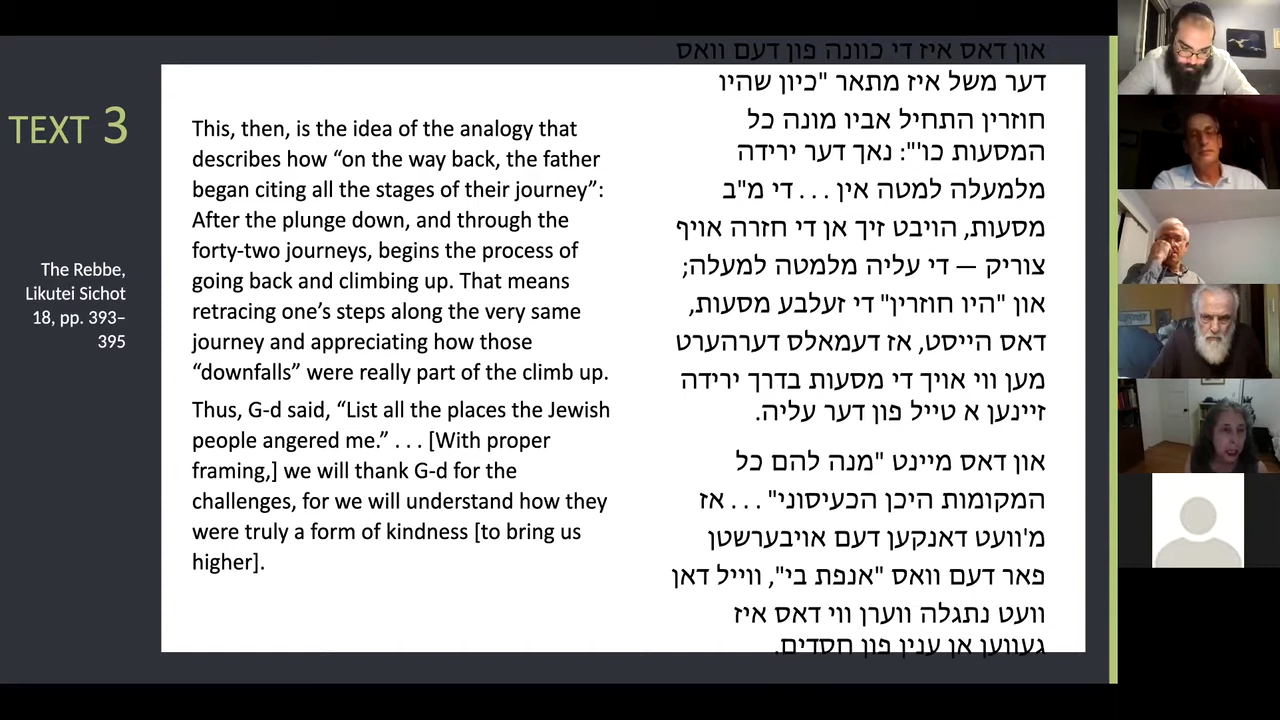 TEXT 3
The Rebbe,
Likutei Sichot
18, pp. 393–
395
This, then, is the idea of the analogy that
describes how “on the way back, the father
began citing all the stages of their journey”:
After the plunge down, and through the
forty-two journeys, begins the process of
going back and climbing up. That means
retracing one’s steps along the very same
journey and appreciating how those
“downfalls” were really part of the climb up.
Thus, G-d said, “List all the places the Jewish
people angered me.” . . . [With proper
framing,] we will thank G-d for the
challenges, for we will understand how they
were truly a form of kindness [to bring us
higher].
און דאס איז די כוונה פון דעם וואס
דער משל איז מתאר "כיון שהיו
חוזרין התחיל אביו מונה כל
המסעות כו'": נאך דער ירידה
מלמעלה למטה אין . . . די מ"ב
מסעות, הויבט זיך אן די חזרה אויף
צוריק — די עליה מלמטה למעלה;
און "היו חוזרין" די זעלבע מסעות,
דאס הייסט, אז דעמאלס דערהערט
מען ווי אויך די מסעות בדרך ירידה
זיינען א טייל פון דער עליה.
און דאס מיינט "מנה להם כל
המקומות היכן הכעיסוני" . . . אז
מ'וועט דאנקען דעם אויבערשטן
פאר דעם וואס "אנפת בי", ווייל דאן
וועט נתגלה ווערן ווי דאס איז
געווען אן ענין פון חסדים.